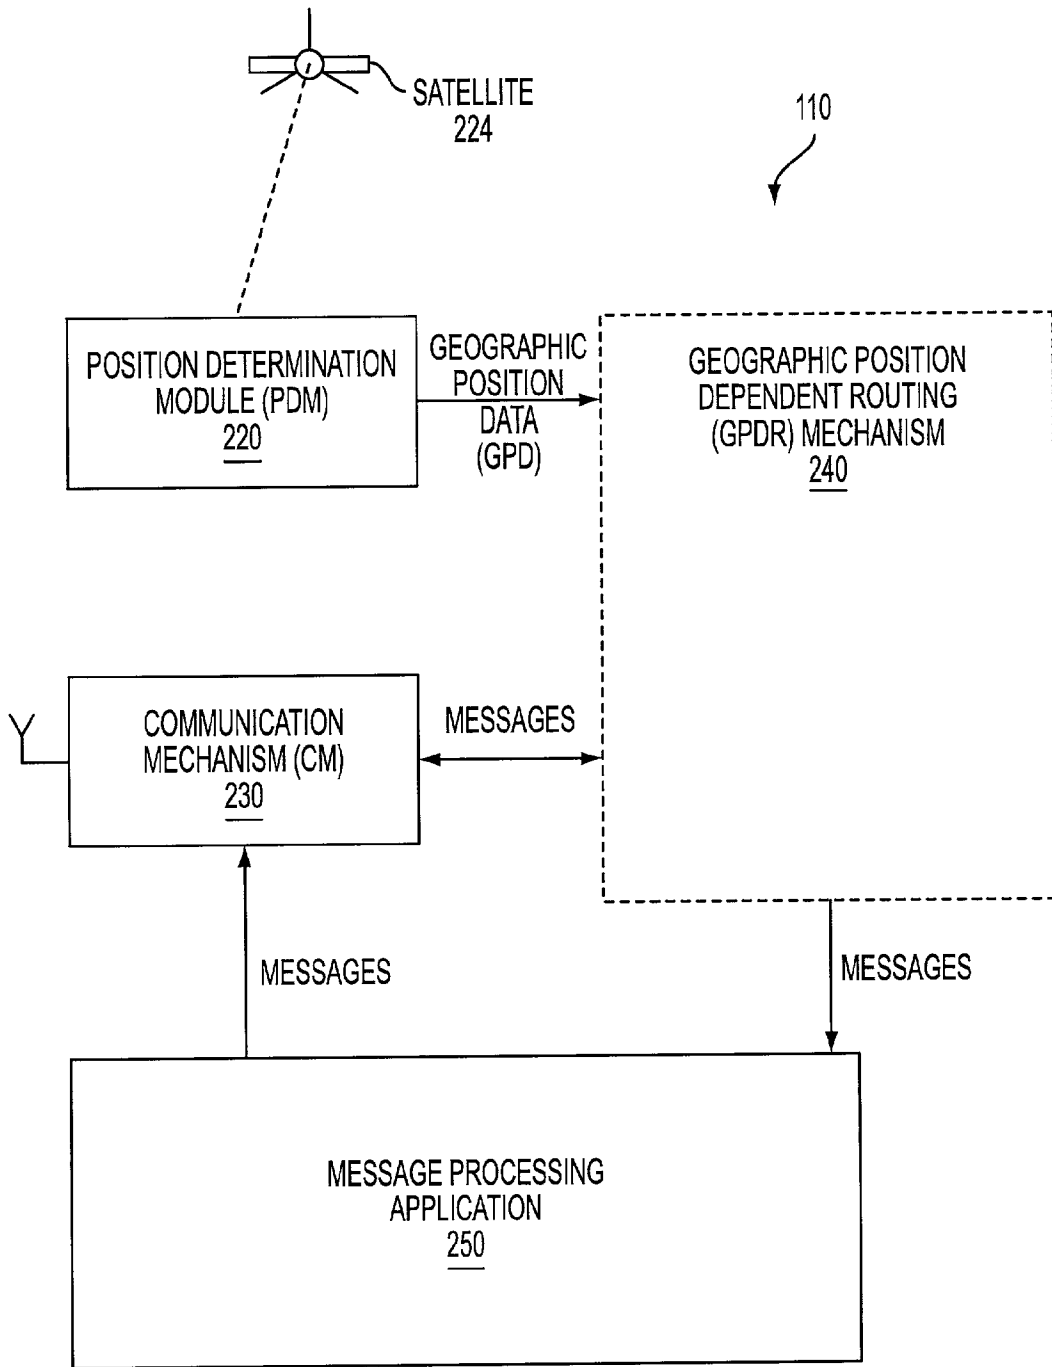 SATELLITE
224
110
POSITION DETERMINATION
MODULE (PDM)
220
GEOGRAPHIC
POSITION
DATA
(GPD)
GEOGRAPHIC POSITION
DEPENDENT ROUTING
(GPDR) MECHANISM
240
COMMUNICATION
MECHANISM (CM)
230
MESSAGES
MESSAGES
MESSAGES
MESSAGE PROCESSING
APPLICATION
250